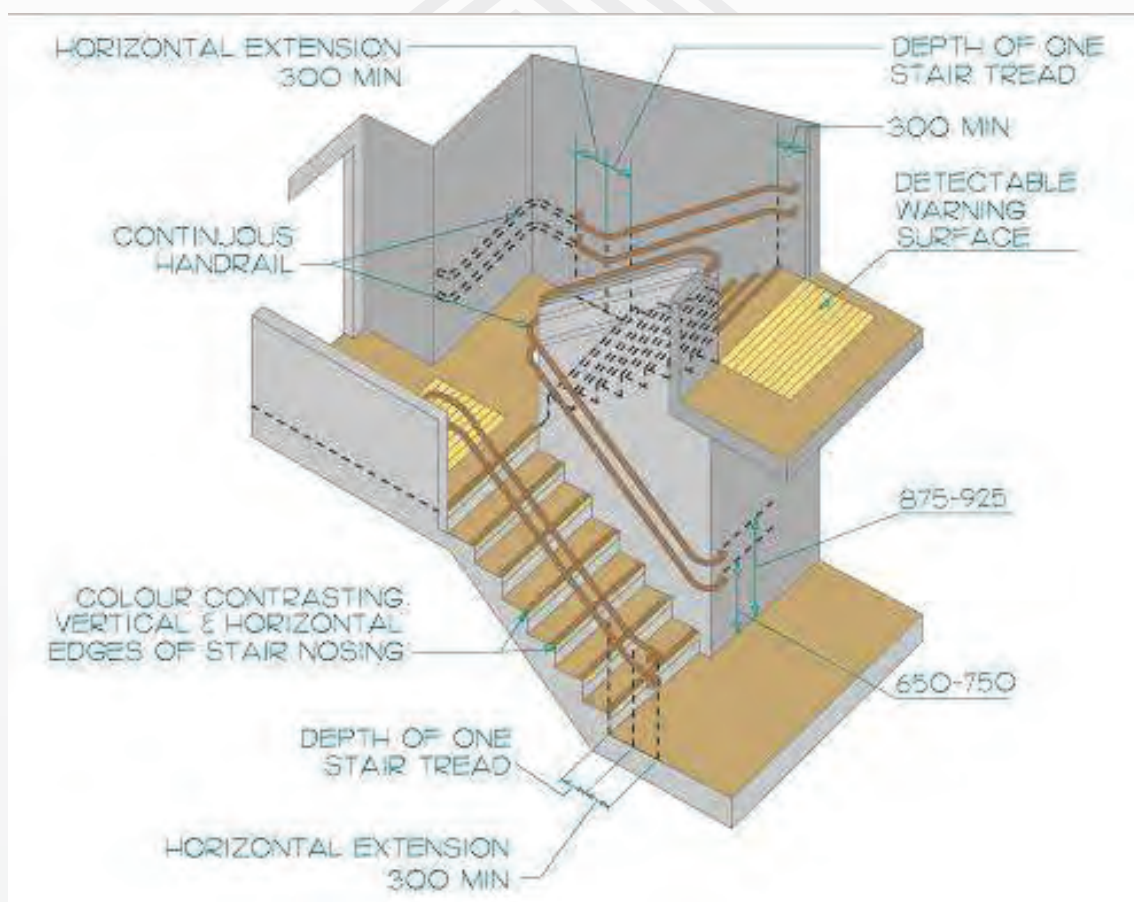 HORIZONTAL EXTENSION
300 MIN
DEPTH OF ONE
STAIR TREAD
300 MIN
DETECTABLE
WARNING
SURFACE
CONTINUOUS
HANDRAIL
875-925
COLOUR CONTRASTING
VERTICAL & HORIZONTAL
EDGES OF STAIR NOSING
650-750
DEPTH OF ONE
STAIR TREAD
HORIZONTAL EXTENSION
300 MIN